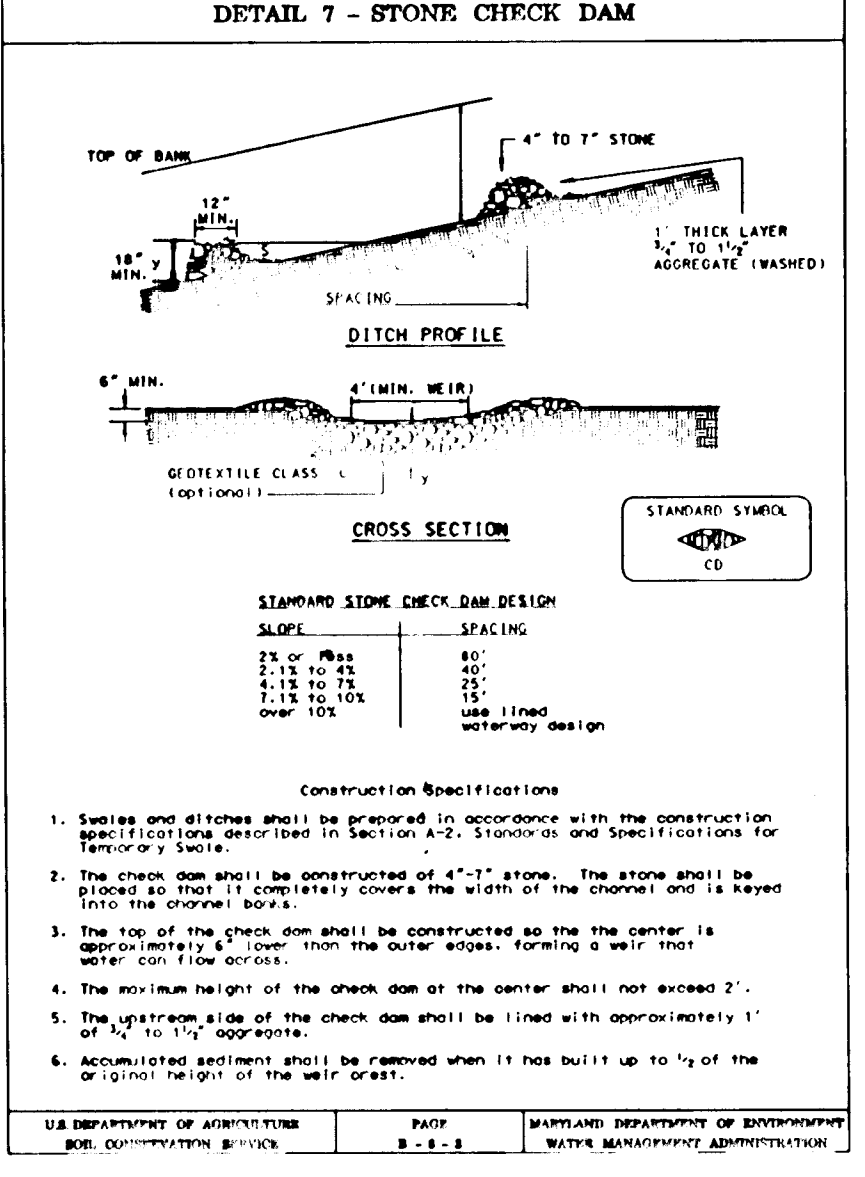 DETAIL 7 - STONE CHECK DAM
TOP OF BANK
4" TO 7" STONE
12"
MIN.
18"
MIN.
y
1' THICK LAYER
3/4" TO 1 1/2"
AGGREGATE (WASHED)
SPACING
DITCH PROFILE
6" MIN.
4' (MIN. WEIR)
GEOTEXTILE CLASS
(optional)
y
CROSS SECTION
STANDARD SYMBOL
CD
STANDARD STONE CHECK DAM DESIGN
SLOPE SPACING
2% or less
2.1% to 4% 40'
4.1% to 7% 25'
7.1% to 10% 15'
over 10% use lined
waterway design
Construction Specifications
1. Swales and ditches shall be prepared in accordance with the construction
specifications described in Section A-2, Standards and Specifications for
Temporary Swale.
2. The check dam shall be constructed of 4"-7" stone. The stone shall be
placed so that it completely covers the width of the channel and is keyed
into the channel banks.
3. The top of the check dam shall be constructed so the the center is
approximately 6" lower than the outer edges, forming a weir that
water can flow across.
4. The maximum height of the check dam at the center shall not exceed 2'.
5. The upstream side of the check dam shall be lined with approximately 1'
of 3/4" to 1 1/2" aggregate.
6. Accumulated sediment shall be removed when it has built up to 1/2 of the
original height of the weir crest.
U.S. DEPARTMENT OF AGRICULTURE
SOIL CONSERVATION SERVICE
PAGE
MARYLAND DEPARTMENT OF ENVIRONMENT
WATER MANAGEMENT ADMINISTRATION